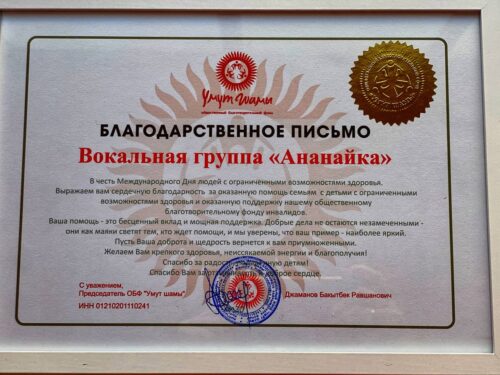 Умут Шамы
общественный благотворительный фонд
БЛАГОДАРСТВЕННОЕ ПИСЬМО
Вокальная группа «Ананайка»
В честь Международного Дня людей с ограниченными возможностями здоровья.
Выражаем вам сердечную благодарность за оказанную помощь семьям с детьми с ограниченными
возможностями здоровья и оказанную поддержку нашему общественному
благотворительному фонду инвалидов.
Ваша помощь - это бесценный вклад и мощная поддержка. Добрые дела не остаются незамеченными -
они как маяки светят тем, кто ждет помощи, и мы уверены, что ваш пример - наиболее яркий.
Пусть Ваша доброта и щедрость вернется к вам приумноженными.
Желаем Вам крепкого здоровья, неиссякаемой энергии и благополучия!
Спасибо за детям!
Спасибо Вам за доброе сердце.
С уважением,
Председатель ОБФ "Умут шамы" Джаманов Бакытбек Равшанович
ИНН 01210201110241